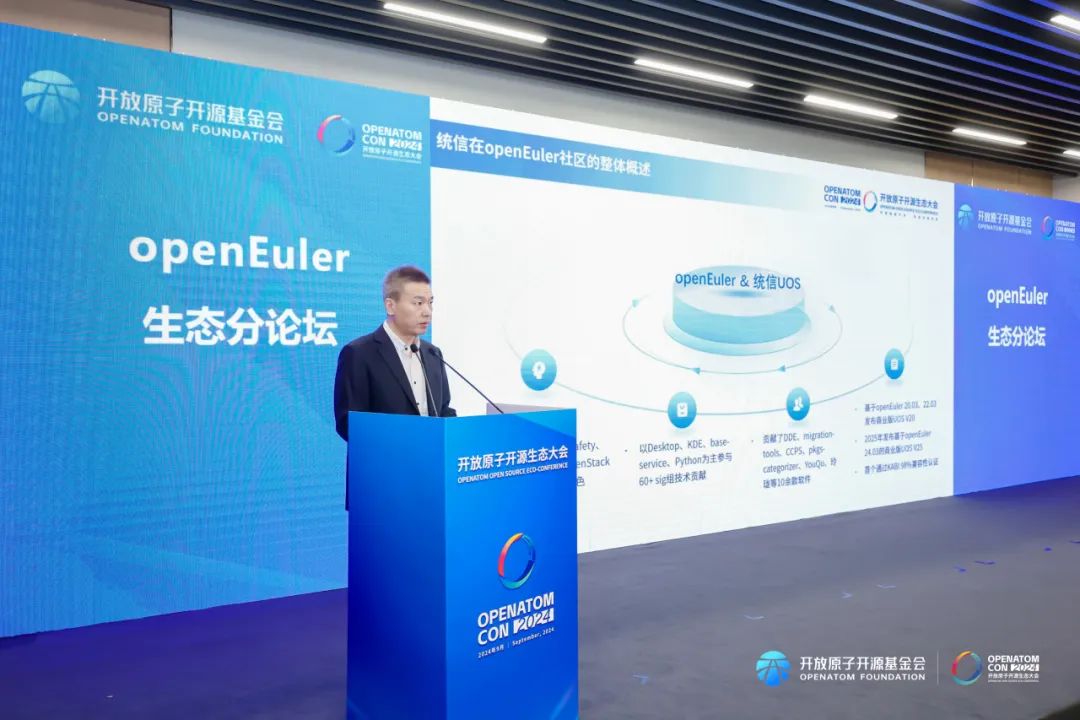 开放原子开源基金会
OPENATOM FOUNDATION
OPENATOM
CON 2024
开放原子开源生态大会
openEuler
生态分论坛
统信在openEuler社区的整体概述
OPENATOM
CON 2024
开放原子开源生态大会
openEuler & 统信UOS
afety、
enStack
色
以Desktop、KDE、base-
service、Python为主参与
60+ sig组技术贡献
贡献了DDE、migration-
tools、CCPS、pkgs-
categorizer、YouQu、玲
珑等10余款软件
基于openEuler 20.03、22.03
发布商业版UOS V20
2025年发布基于openEuler
24.03的商业版UOS V25
首个通过KABI 98%兼容性认证
开放原子开源基金会
OPENATOM FOUNDATION
OPENATOM
CON 2024
openEuler
生态分论坛
开放原子开源生态大会
OPENATOM OPEN SOURCE ECO-CONFERENCE
OPENATOM
CON 2024
2024年9月 | September, 2024
开放原子开源基金会
OPENATOM FOUNDATION
OPENATOM
CON 2024
开放原子开源生态大会